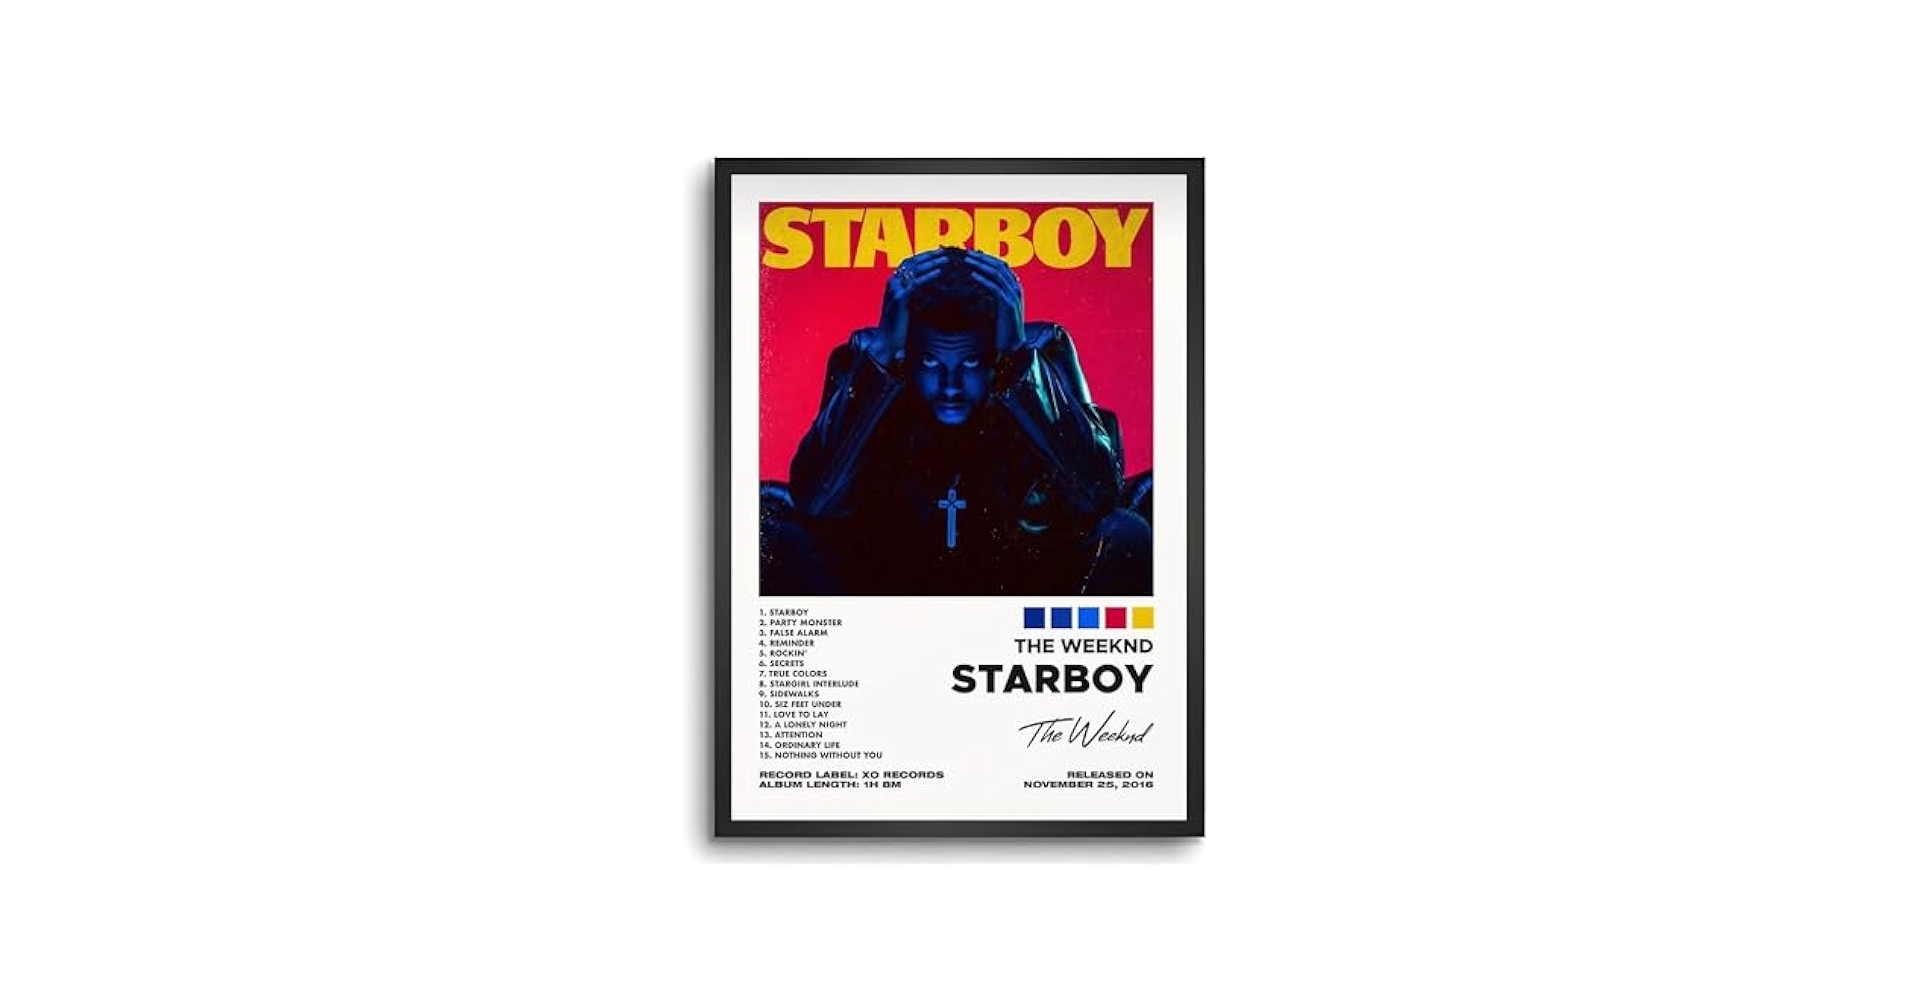 STARBOY
1. STARBOY
2. PARTY MONSTER
3. FALSE ALARM
4. REMINDER
5. ROCKIN'
6. SECRETS
7. TRUE COLORS
8. STARGIRL INTERLUDE
9. SIDEWALKS
10. SIZ FEET UNDER
11. LOVE TO LAY
12. A LONELY NIGHT
13. ATTENTION
14. ORDINARY LIFE
15. NOTHING WITHOUT YOU
RECORD LABEL: XO RECORDS
ALBUM LENGTH: 1H 8M
THE WEEKND
STARBOY
The Weeknd
RELEASED ON
NOVEMBER 25, 2016